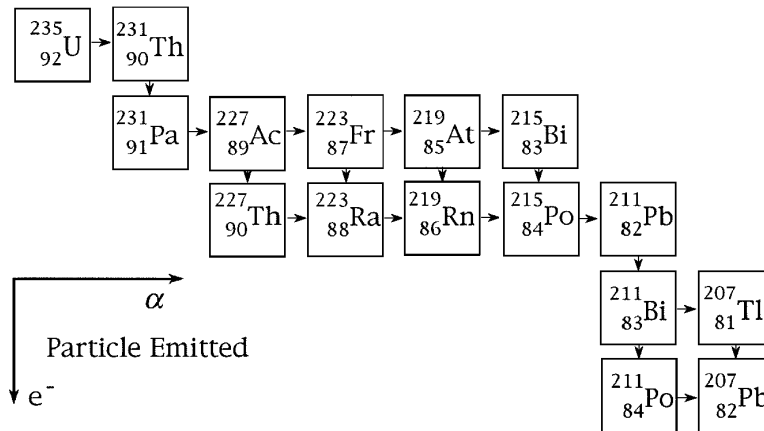 235 92 U 231 90 Th
231 91 Pa 227 89 Ac 223 87 Fr 219 85 At 215 83 Bi
227 90 Th 223 88 Ra 219 86 Rn 215 84 Po 211 82 Pb
α
211 83 Bi 207 81 Tl
Particle Emitted
e-
211 84 Po 207 82 Pb